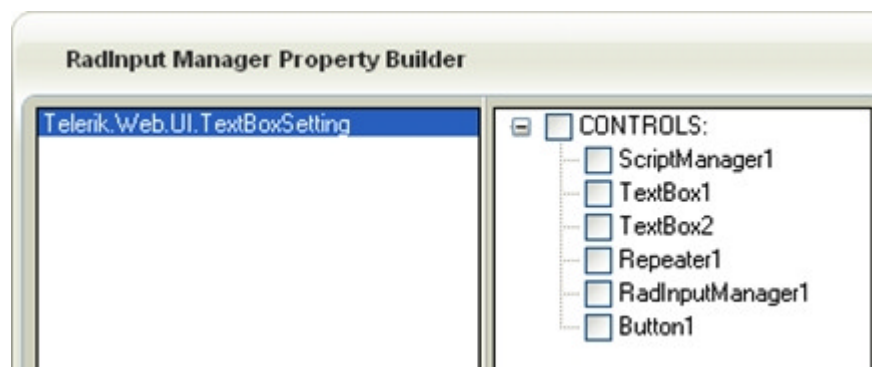 RadInput Manager Property Builder
Telerik.Web.UI.TextBoxSetting
CONTROLS:
ScriptManager1
TextBox1
TextBox2
Repeater1
RadInputManager1
Button1